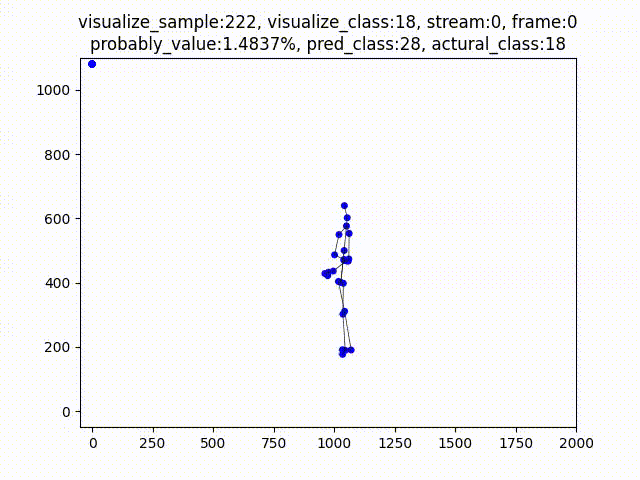 visualize_sample:222, visualize_class:18, stream:0, frame:0
probably_value:1.4837%, pred_class:28, actural_class:18
1000
800
600
400
200
0
0 250 500 750 1000 1250 1500 1750 2000